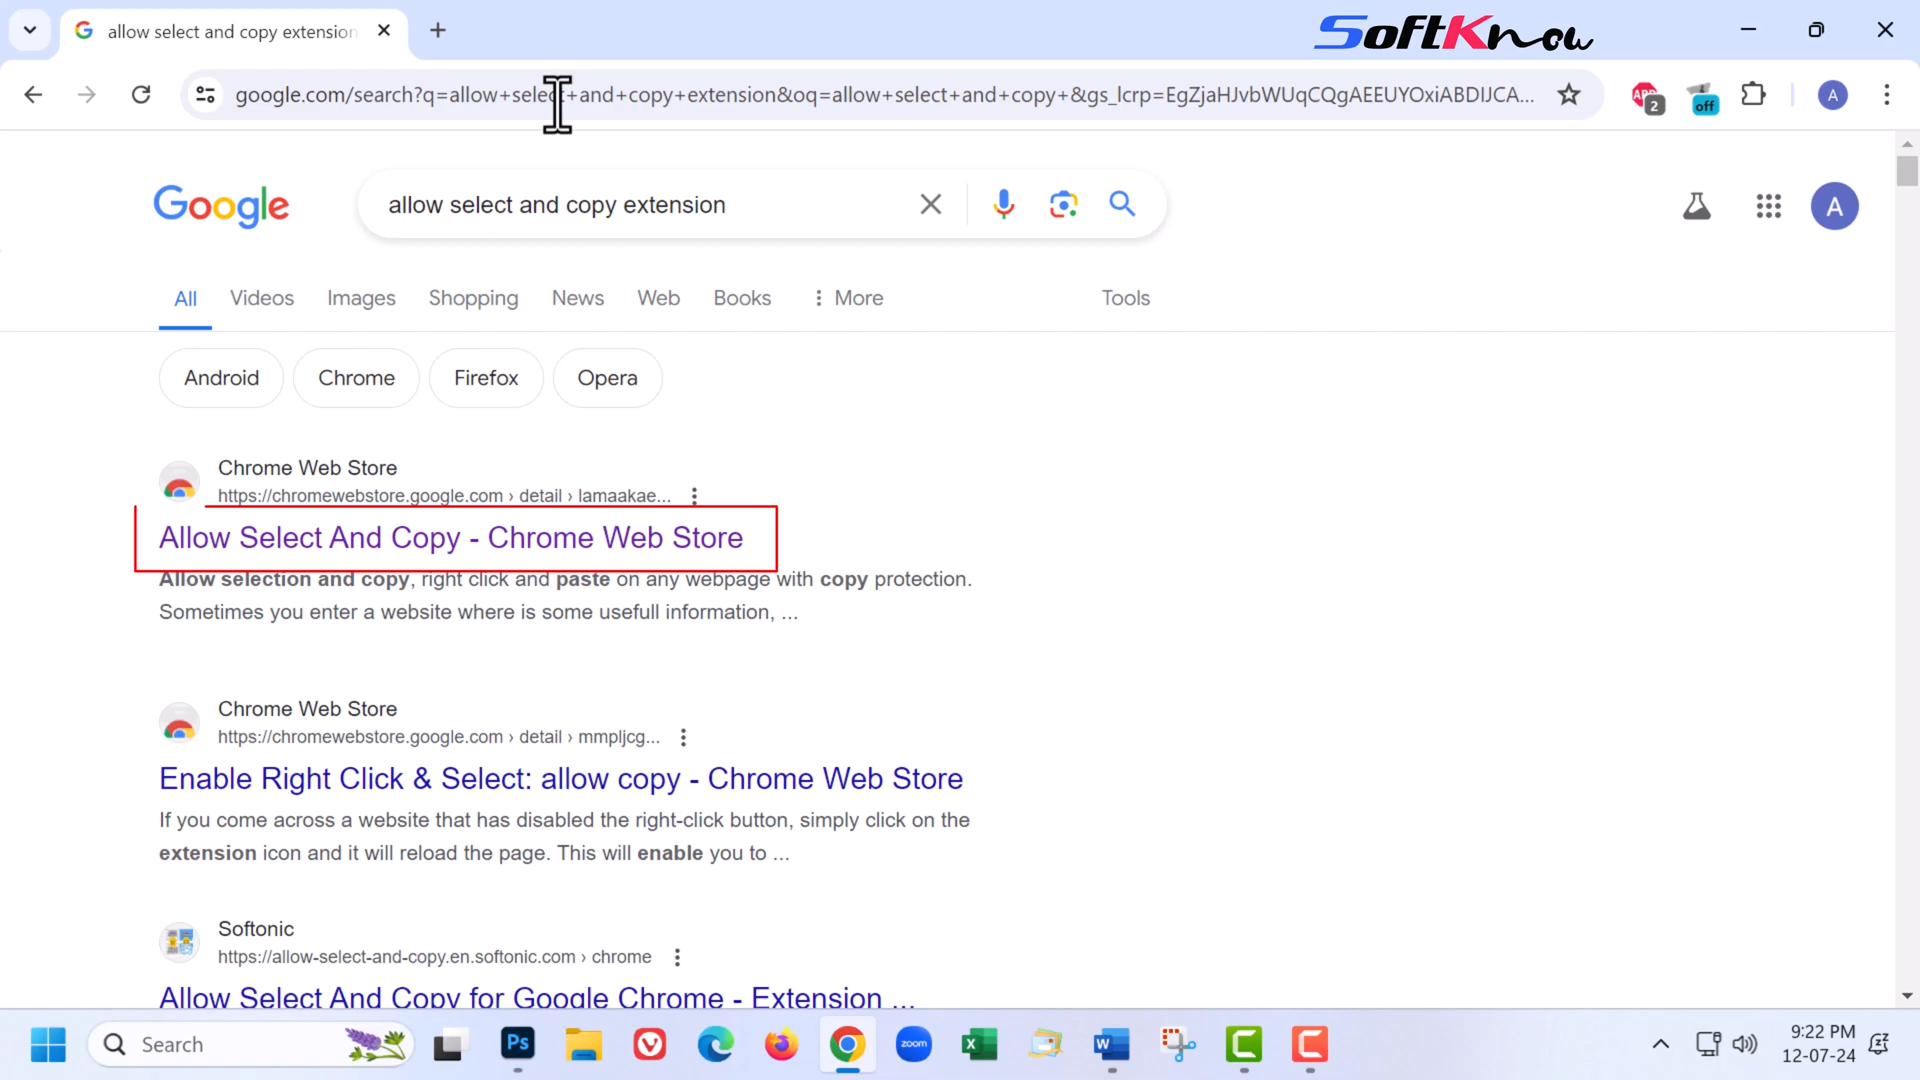 allow select and copy extension
SoftKnow
google.com/search?q=allow+select+and+copy+extension&oq=allow+select+and+copy+&gs_lcrp=EgZjaHJvbWUqCQgAEEUYOxiABDIJCA...
ABP
2
off
A
Google
allow select and copy extension
A
All
Videos
Images
Shopping
News
Web
Books
More
Tools
Android
Chrome
Firefox
Opera
Chrome Web Store
https://chromewebstore.google.com › detail › lamaakae...
Allow Select And Copy - Chrome Web Store
Allow selection and copy, right click and paste on any webpage with copy protection.
Sometimes you enter a website where is some usefull information, ...
Chrome Web Store
https://chromewebstore.google.com › detail › mmpljcg...
Enable Right Click & Select: allow copy - Chrome Web Store
If you come across a website that has disabled the right-click button, simply click on the
extension icon and it will reload the page. This will enable you to ...
Softonic
https://allow-select-and-copy.en.softonic.com › chrome
Allow Select And Copy for Google Chrome - Extension ...
Search
Ps
zoom
X
W
C
C
9:22 PM
12-07-24